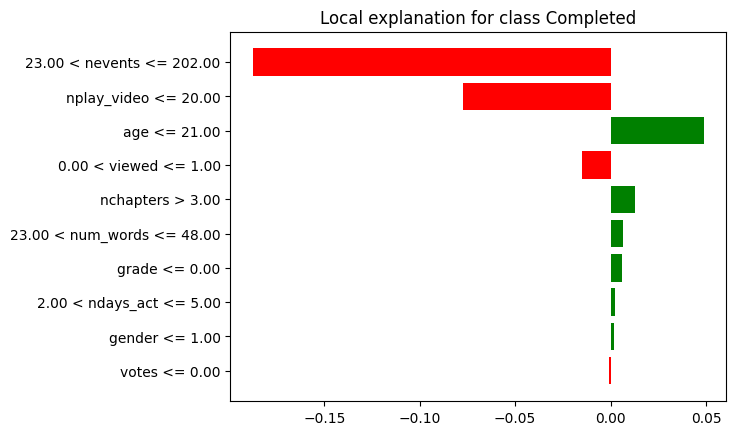 Local explanation for class Completed
23.00 < nevents <= 202.00
nplay_video <= 20.00
age <= 21.00
0.00 < viewed <= 1.00
nchapters > 3.00
23.00 < num_words <= 48.00
grade <= 0.00
2.00 < ndays_act <= 5.00
gender <= 1.00
votes <= 0.00
−0.15 −0.10 −0.05 0.00 0.05